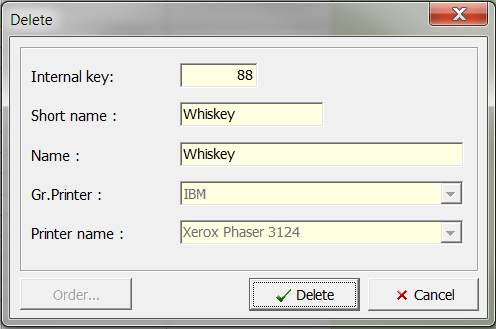 Delete
Internal key: 88
Short name : Whiskey
Name : Whiskey
Gr.Printer : IBM
Printer name : Xerox Phaser 3124
Order... Delete Cancel